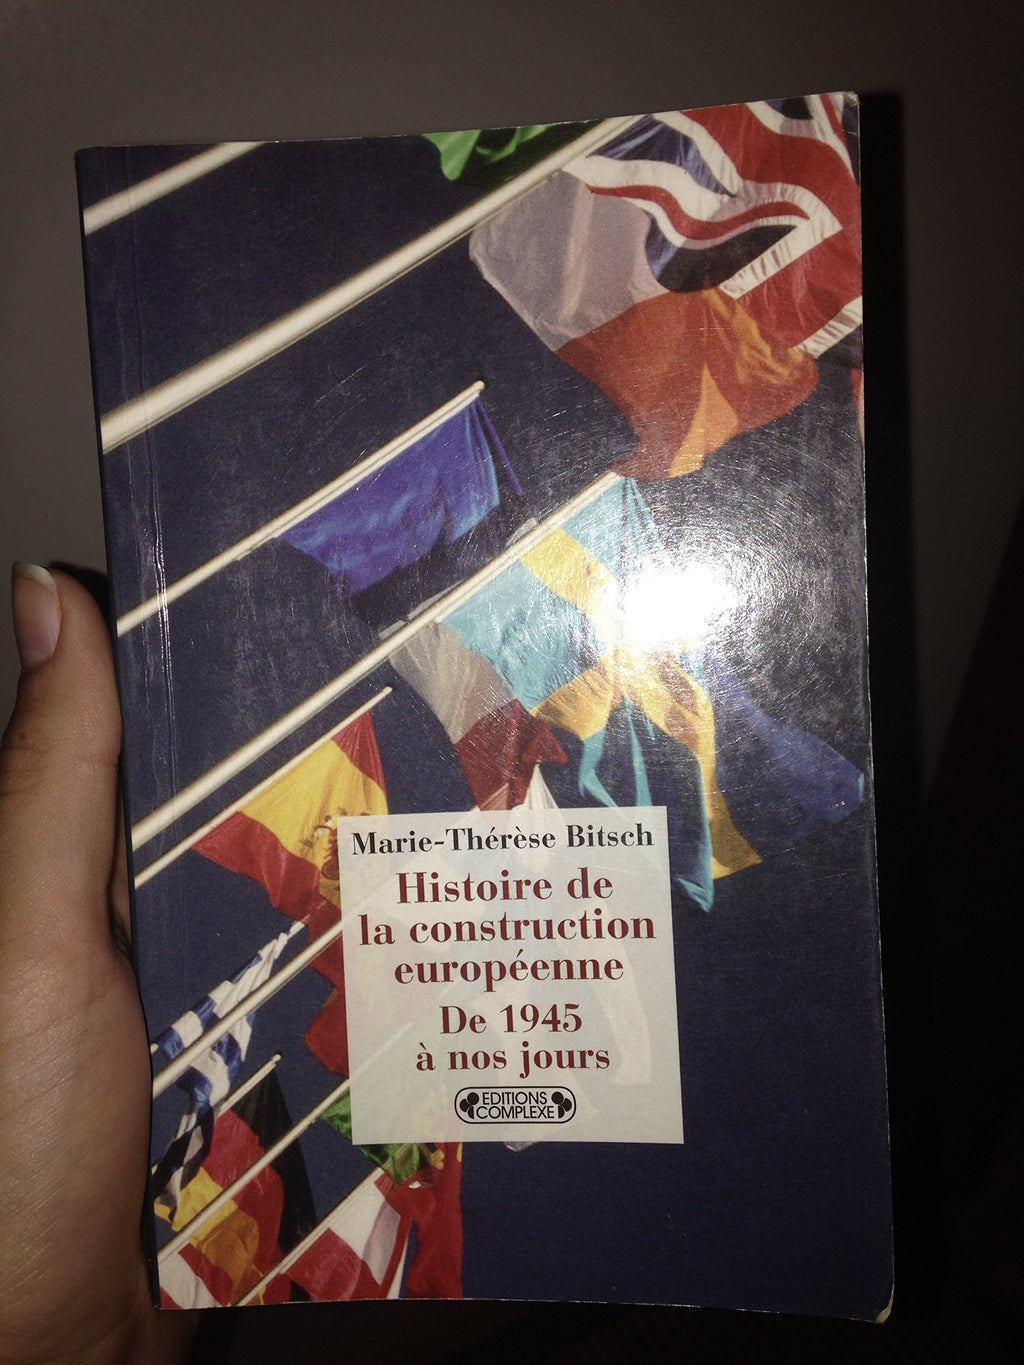 Marie-Thérèse Bitsch
Histoire de
la construction
européenne
De 1945
à nos jours
EDITIONS
COMPLEXE